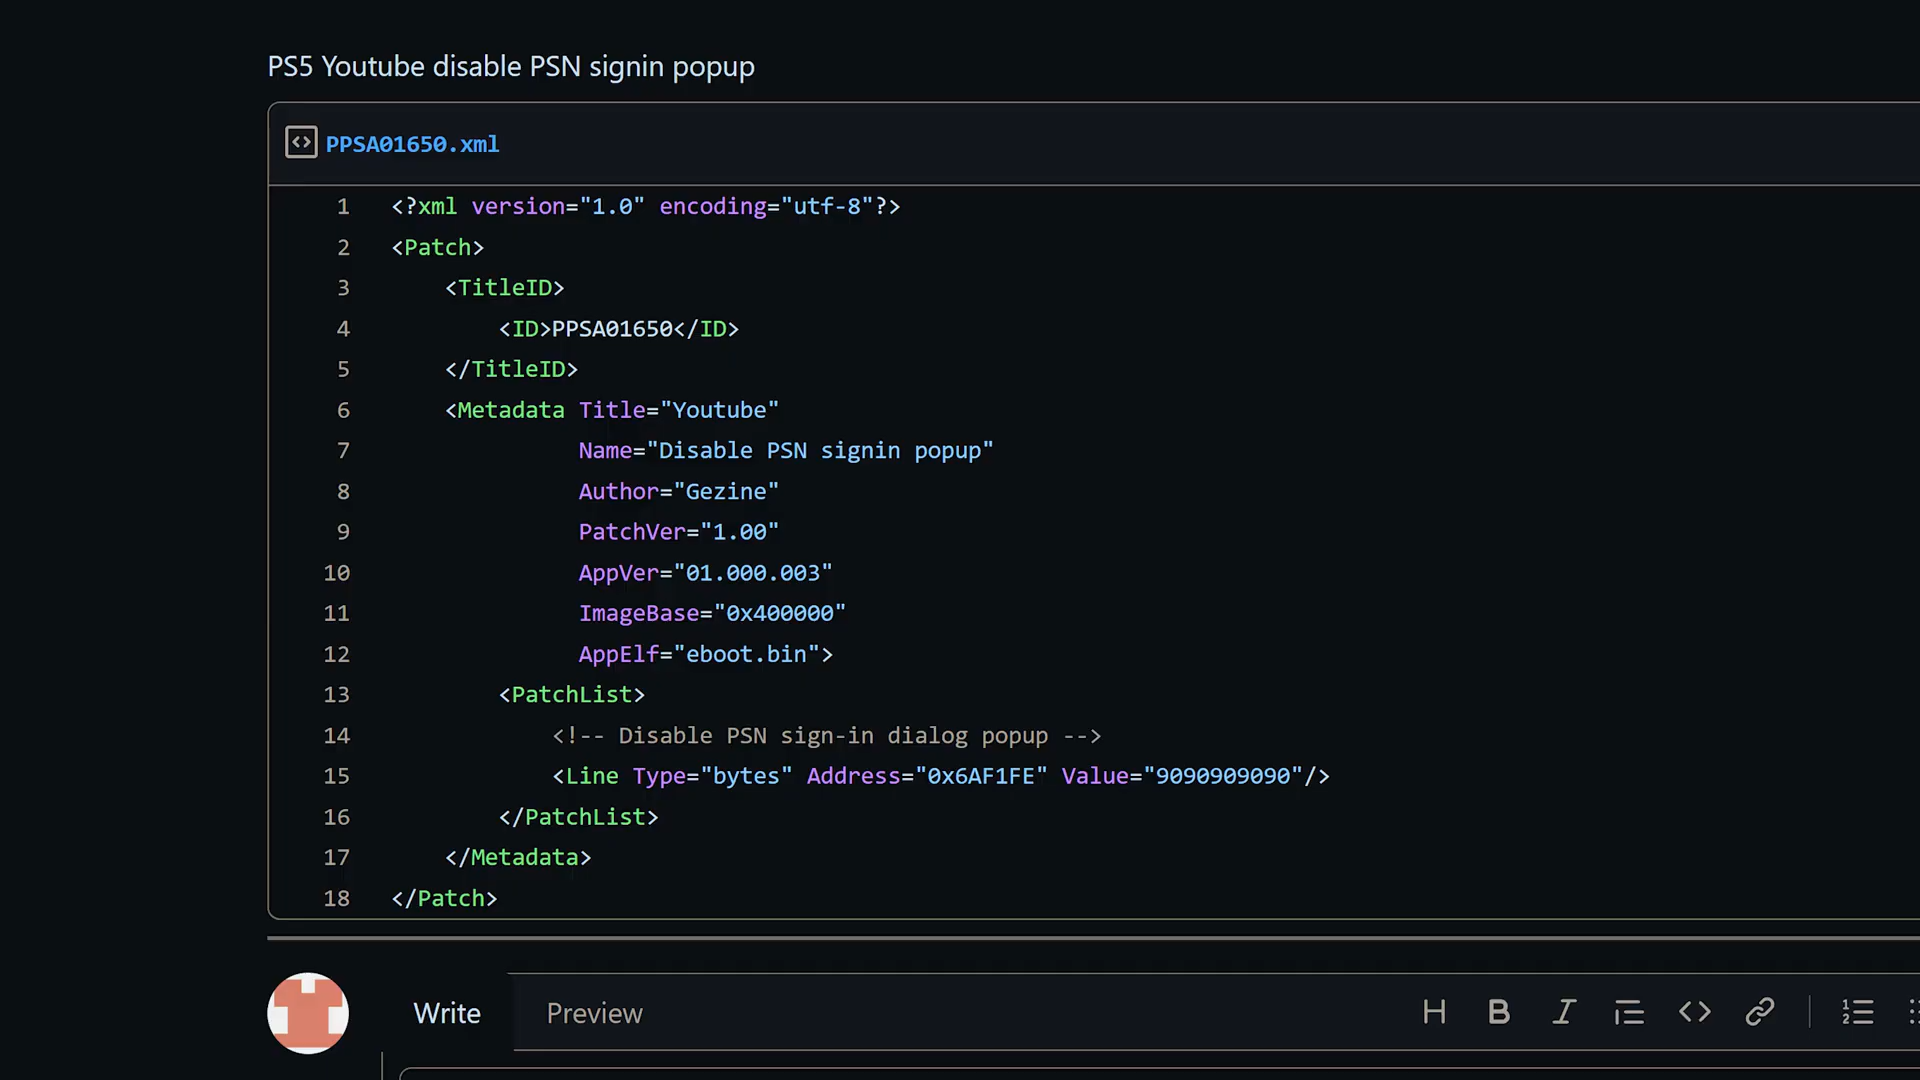 PS5 Youtube disable PSN signin popup
PPSA01650.xml
1 <?xml version="1.0" encoding="utf-8"?>
2 <Patch>
3 <TitleID>
4 <ID>PPSA01650</ID>
5 </TitleID>
6 <Metadata Title="Youtube"
7 Name="Disable PSN signin popup"
8 Author="Gezine"
9 PatchVer="1.00"
10 AppVer="01.000.003"
11 ImageBase="0x400000"
12 AppElf="eboot.bin">
13 <PatchList>
14 <!-- Disable PSN sign-in dialog popup -->
15 <Line Type="bytes" Address="0x6AF1FE" Value="9090909090"/>
16 </PatchList>
17 </Metadata>
18 </Patch>
Write Preview